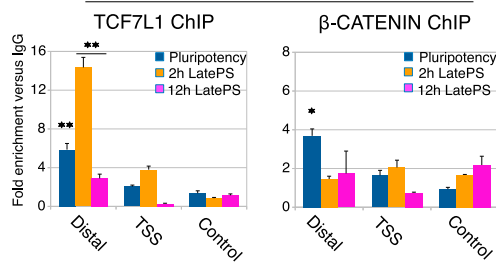 TCF7L1 ChIP
Fold enrichment versus IgG
16
12
8
4
0
**
**
Pluripotency
2h LatePS
12h LatePS
Distal
TSS
Control
β-CATENIN ChIP
8
6
4
2
0
*
Pluripotency
2h LatePS
12h LatePS
Distal
TSS
Control